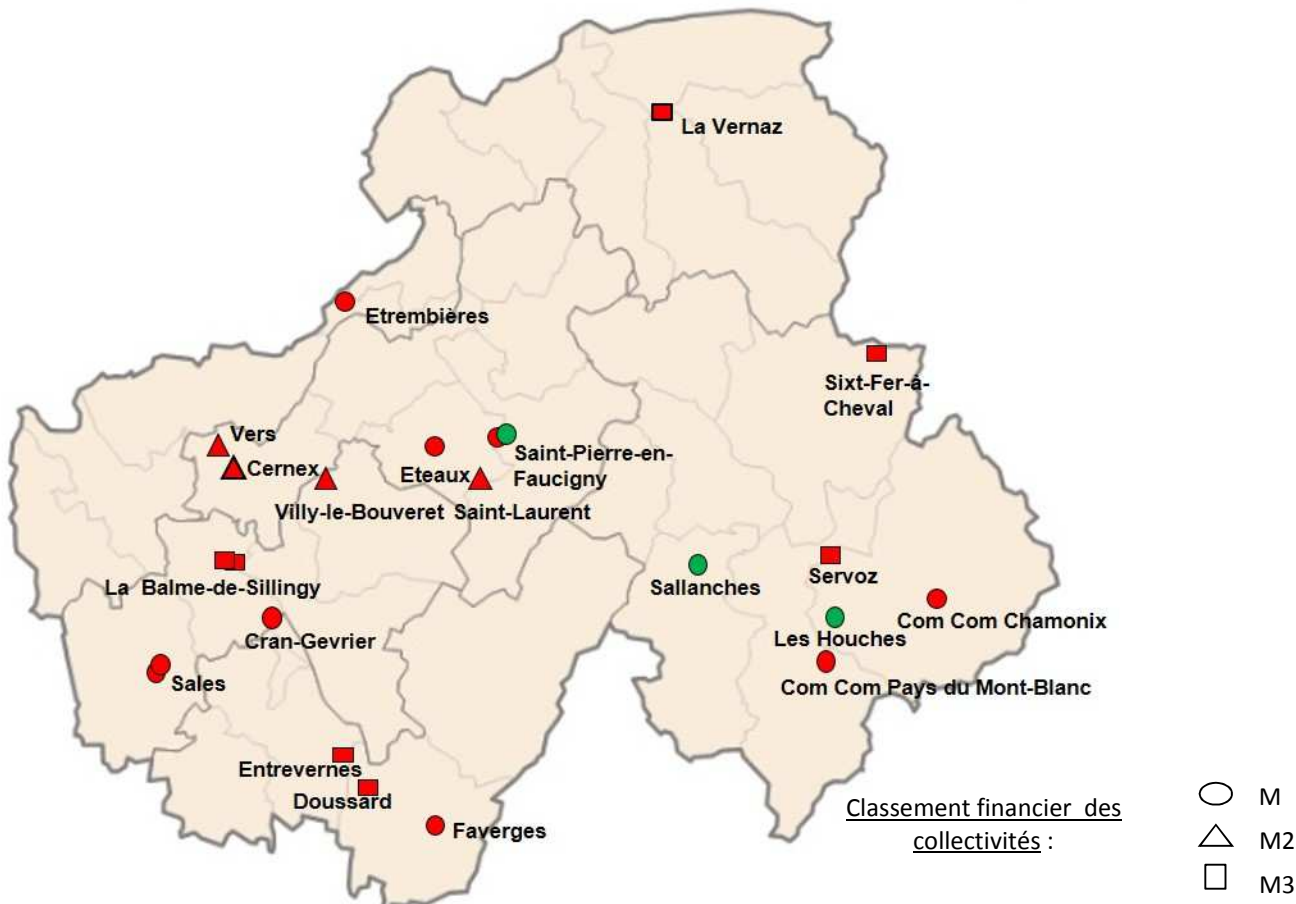 La Vernaz
Etrembières
Sixt-Fer-à-
Cheval
Vers
Cernex
Eteaux
Saint-Pierre-en-
Faucigny
Villy-le-Bouveret
Saint-Laurent
La Balme-de-Sillingy
Sallanches
Servoz
Cran-Gevrier
Les Houches
Com Com Chamonix
Sales
Com Com Pays du Mont-Blanc
Entrevernes
Doussard
Faverges
Classement financier des
collectivités :
M
M2
M3